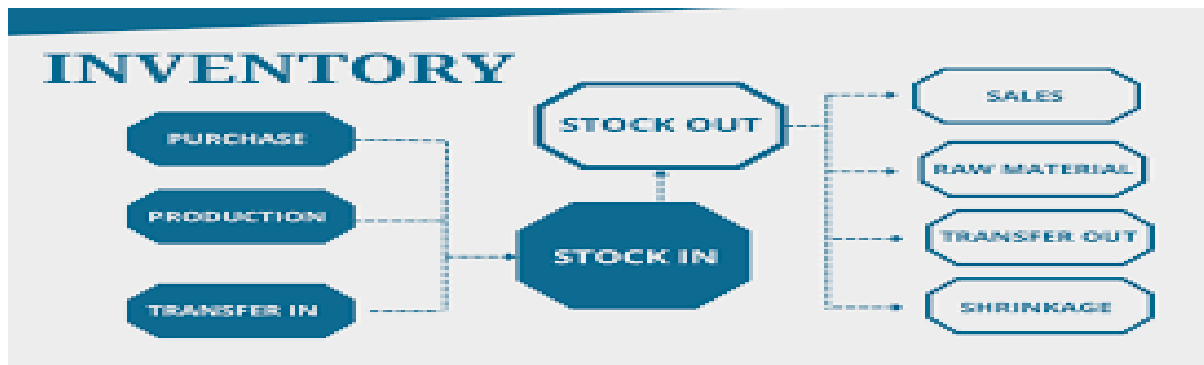 INVENTORY
PURCHASE
PRODUCTION
TRANSFER IN
STOCK OUT
STOCK IN
SALES
RAW MATERIAL
TRANSFER OUT
SHRINKAGE